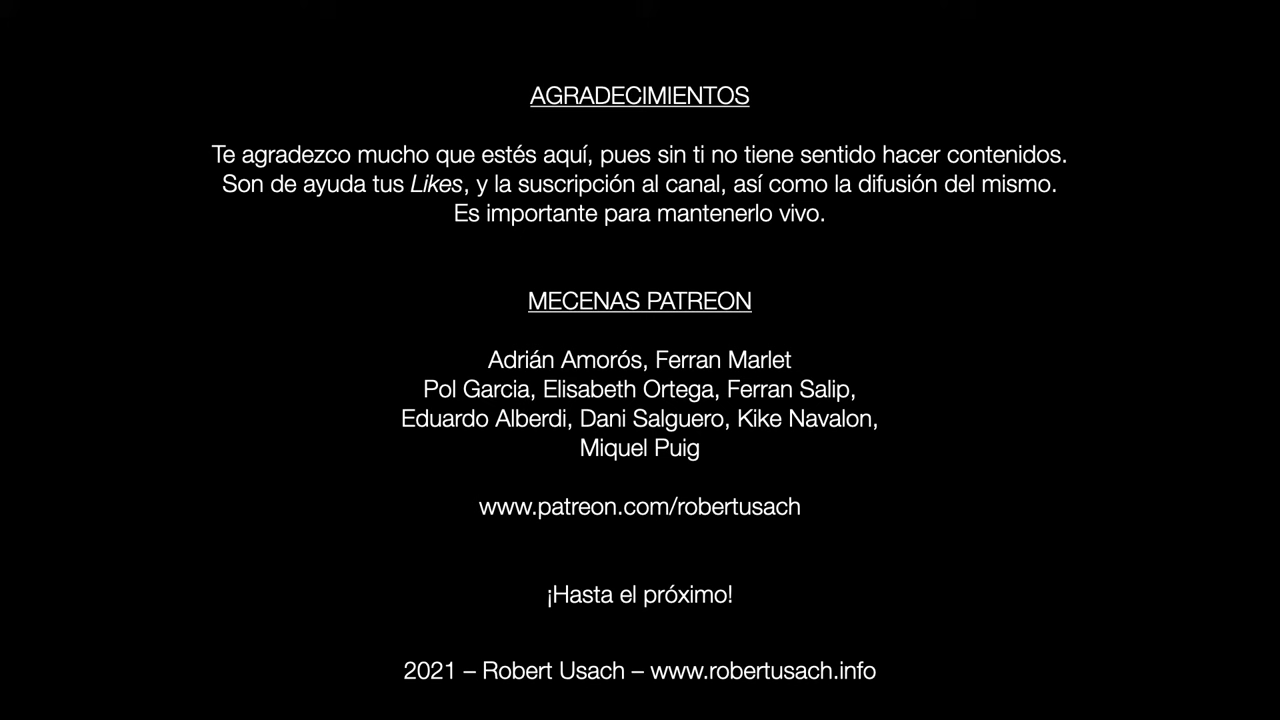 AGRADECIMIENTOS
Te agradezco mucho que estés aquí, pues sin ti no tiene sentido hacer contenidos.
Son de ayuda tus Likes, y la suscripción al canal, así como la difusión del mismo.
Es importante para mantenerlo vivo.
MECENAS PATREON
Adrián Amorós, Ferran Marlet
Pol Garcia, Elisabeth Ortega, Ferran Salip,
Eduardo Alberdi, Dani Salguero, Kike Navalon,
Miquel Puig
www.patreon.com/robertusach
¡Hasta el próximo!
2021 – Robert Usach – www.robertusach.info